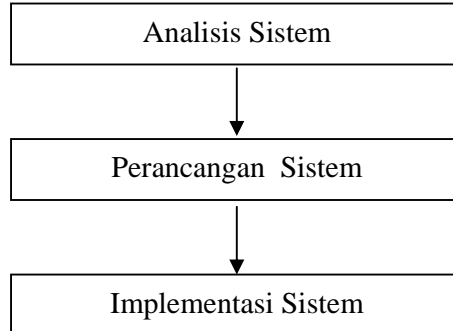 Analisis Sistem
Perancangan  Sistem
Implementasi Sistem